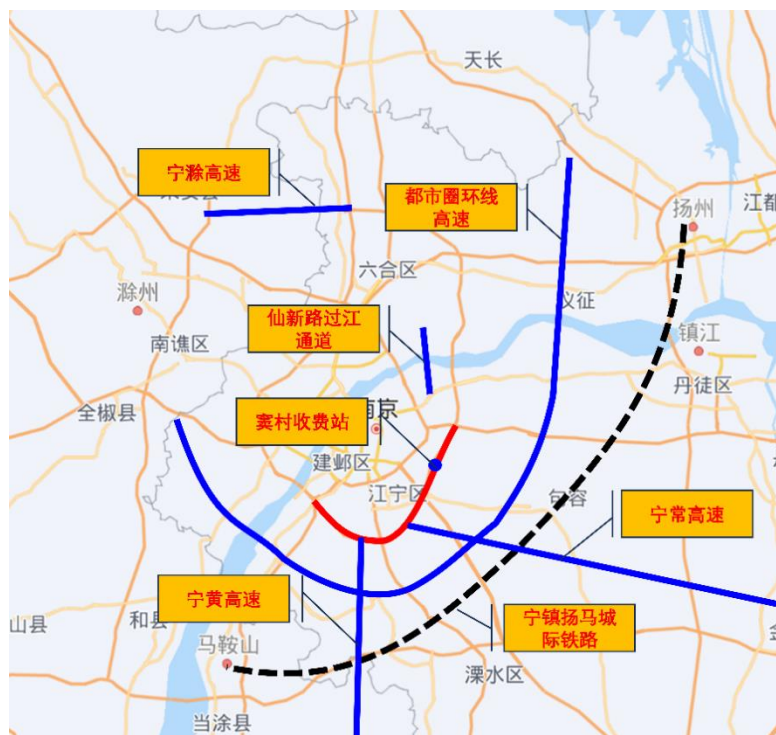 天长
宁滁高速
都市圈环线
高速
扬州
江都
六合区
滁州
仪征
仙新路过江
通道
南谯区
镇江
丹徒区
全椒县
南京
窦村收费站
建邺区
江宁区
句容
宁常高速
宁黄高速
和县
宁镇扬马城
际铁路
山县
马鞍山
溧水区
当涂县